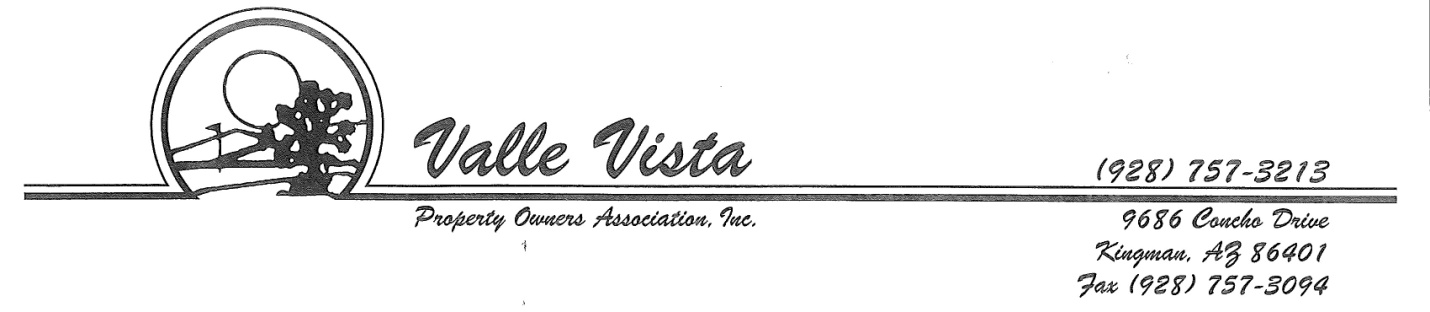 Valle Vista
Property Owners Association, Inc.
(928) 757-3213
9686 Concho Drive
Kingman, AZ 86401
Fax (928) 757-3094